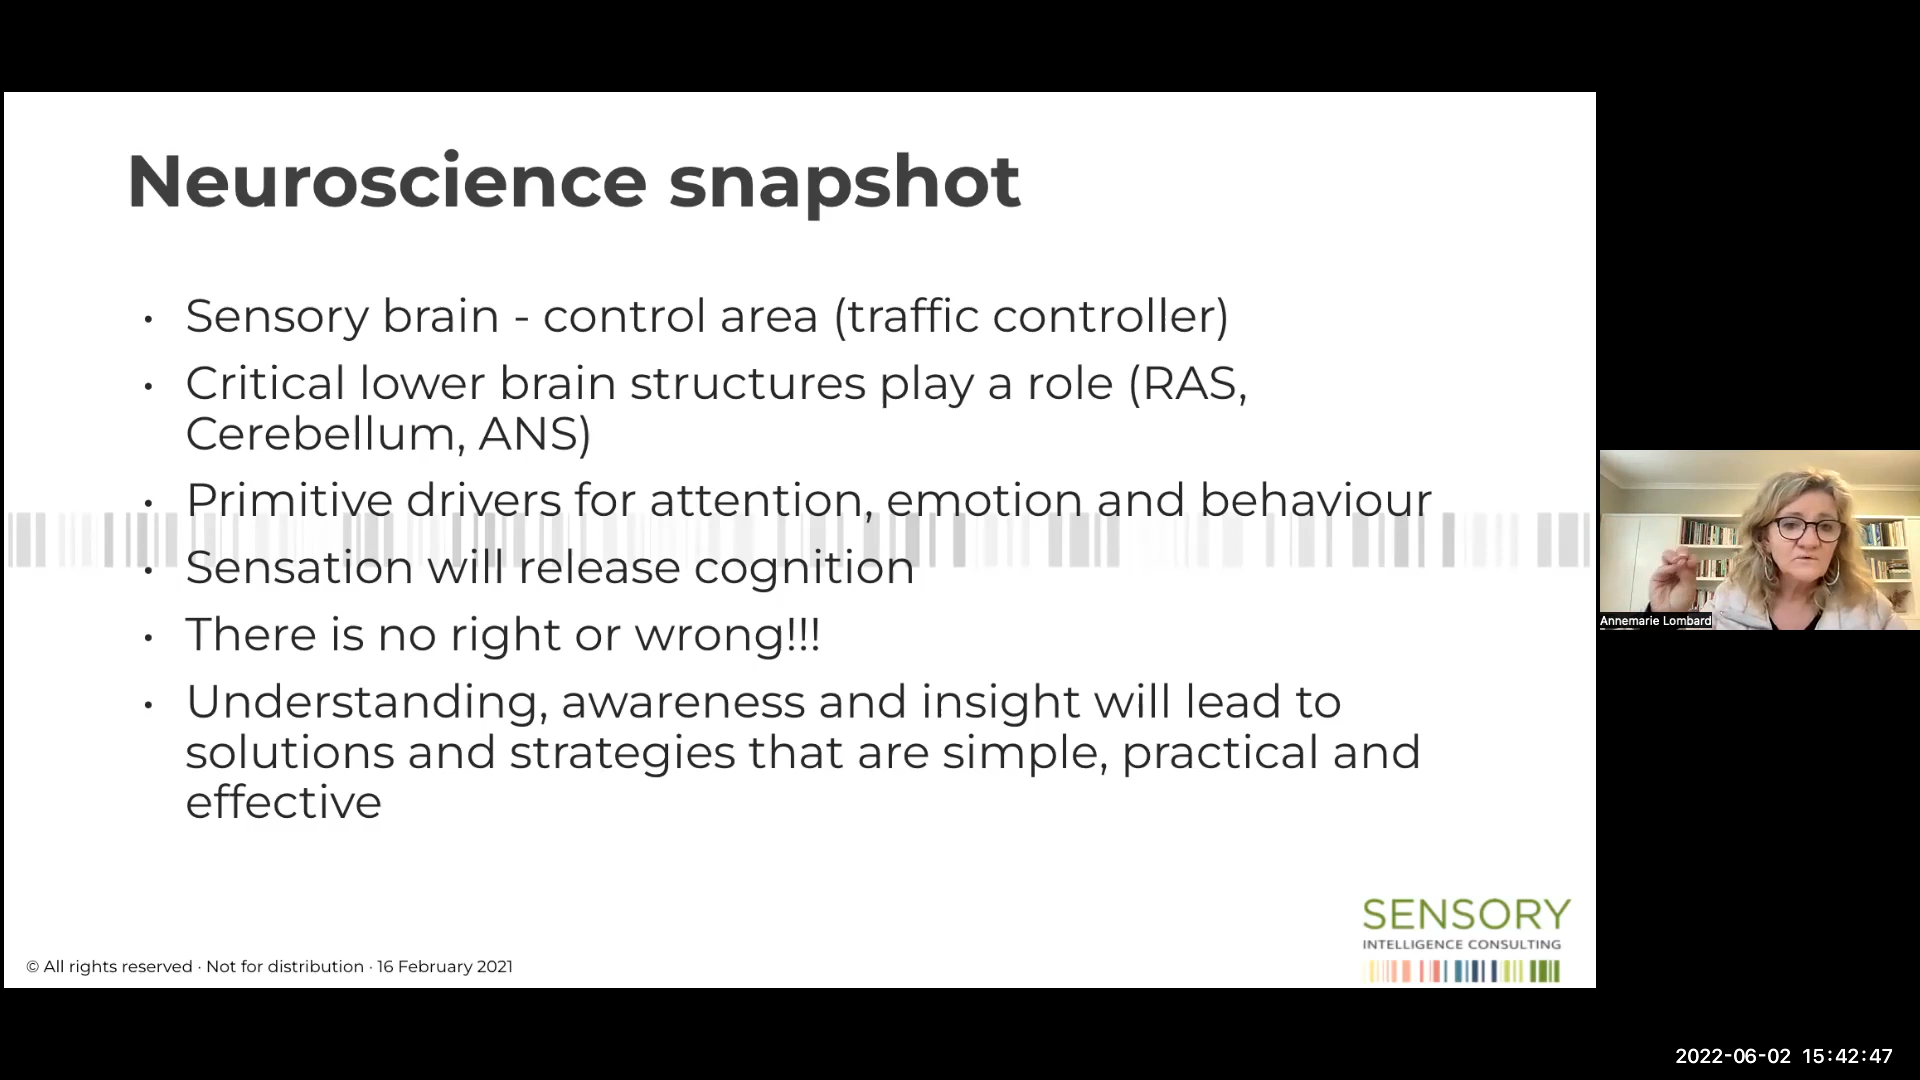 Neuroscience snapshot
• Sensory brain - control area (traffic controller)
• Critical lower brain structures play a role (RAS,
Cerebellum, ANS)
• Primitive drivers for attention, emotion and behaviour
• Sensation will release cognition
• There is no right or wrong!!!
• Understanding, awareness and insight will lead to
solutions and strategies that are simple, practical and
effective
SENSORY
INTELLIGENCE CONSULTING
© All rights reserved · Not for distribution · 16 February 2021
Annemarie Lombard
2022-06-02 15:42:47